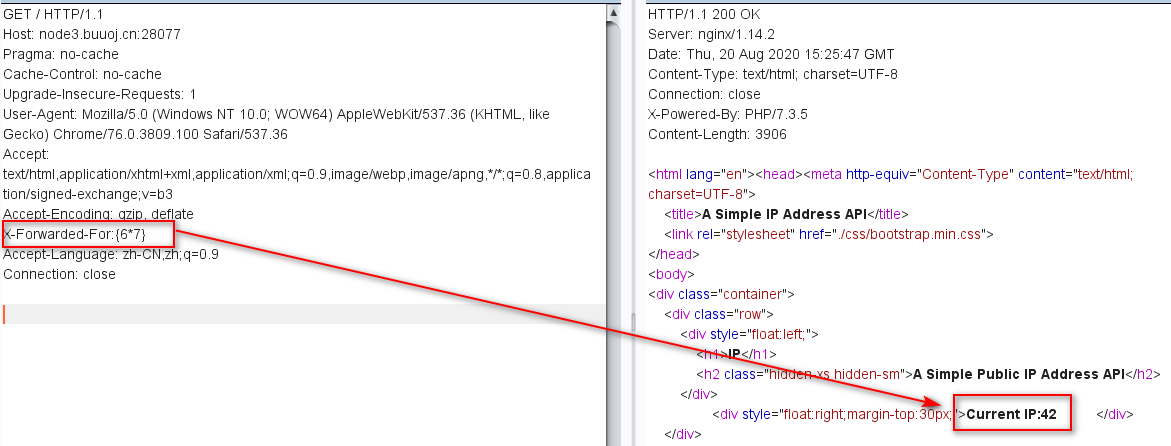 GET / HTTP/1.1
Host: node3.buuoj.cn:28077
Pragma: no-cache
Cache-Control: no-cache
Upgrade-Insecure-Requests: 1
User-Agent: Mozilla/5.0 (Windows NT 10.0; WOW64) AppleWebKit/537.36 (KHTML, like
Gecko) Chrome/76.0.3809.100 Safari/537.36
Accept:
text/html,application/xhtml+xml,application/xml;q=0.9,image/webp,image/apng,*/*;q=0.8,applica
tion/signed-exchange;v=b3
Accept-Encoding: gzip, deflate
X-Forwarded-For:{6*7}
Accept-Language: zh-CN,zh;q=0.9
Connection: close
HTTP/1.1 200 OK
Server: nginx/1.14.2
Date: Thu, 20 Aug 2020 15:25:47 GMT
Content-Type: text/html; charset=UTF-8
Connection: close
X-Powered-By: PHP/7.3.5
Content-Length: 3906
<html lang="en"><head><meta http-equiv="Content-Type" content="text/html;
charset=UTF-8">
<title>A Simple IP Address API</title>
<link rel="stylesheet" href="./css/bootstrap.min.css">
</head>
<body>
<div class="container">
<div class="row">
<div style="float:left;">
<h1>IP</h1>
<h2 class="hidden-xs hidden-sm">A Simple Public IP Address API</h2>
</div>
<div style="float:right;margin-top:30px;">Current IP:42 </div>
</div>